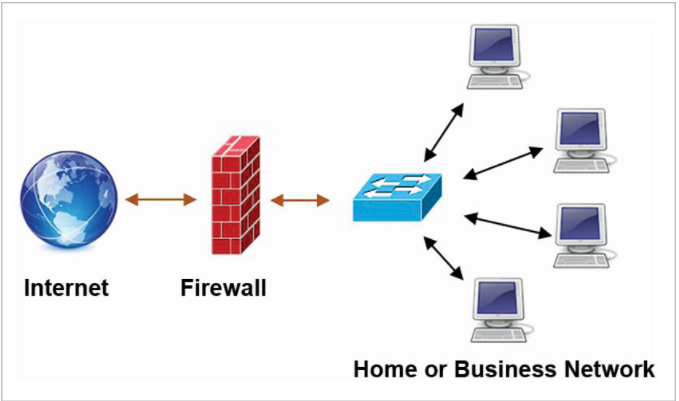 Internet
Firewall
Home or Business Network